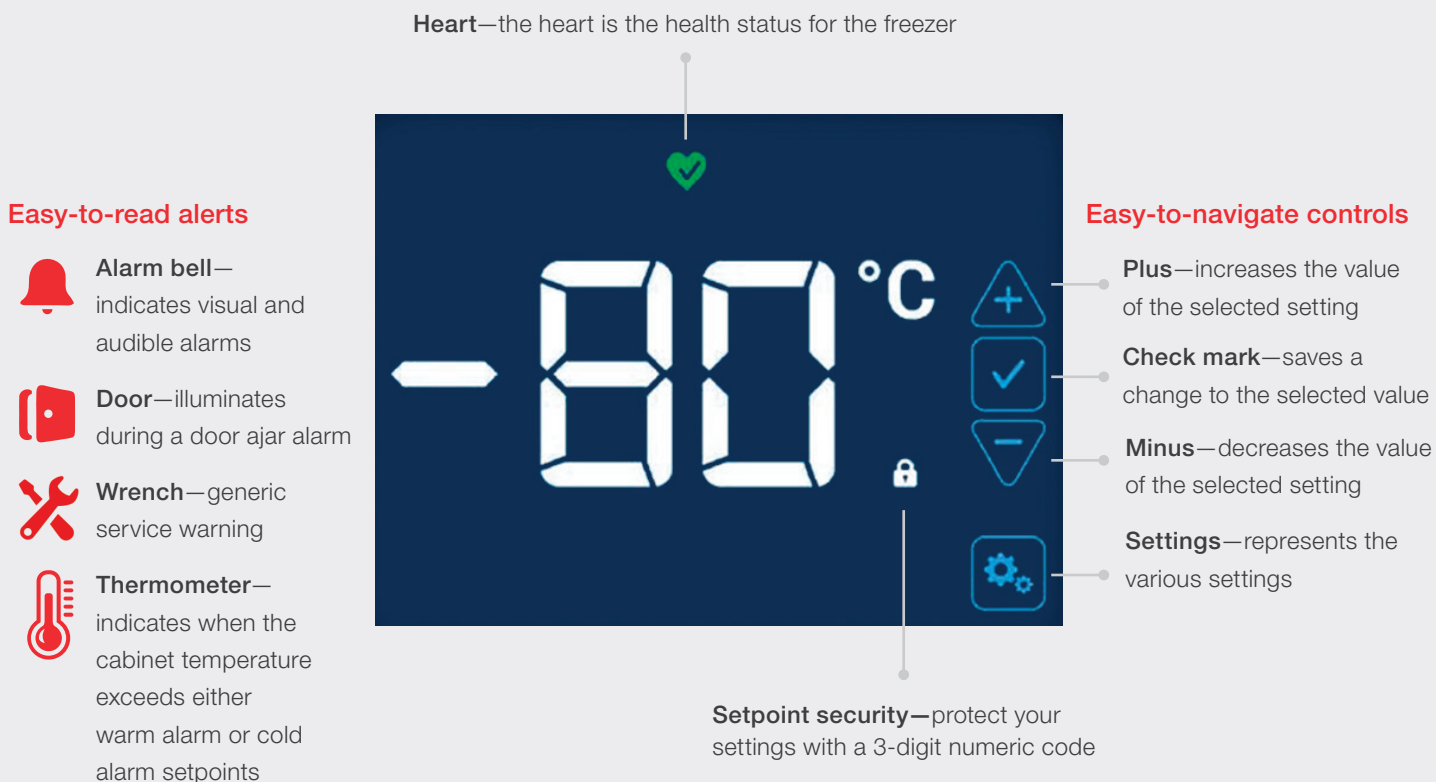 Heart—the heart is the health status for the freezer
Easy-to-read alerts
Alarm bell—
indicates visual and
audible alarms
Door—illuminates
during a door ajar alarm
Wrench—generic
service warning
Thermometer—
indicates when the
cabinet temperature
exceeds either
warm alarm or cold
alarm setpoints
-80 °C
Easy-to-navigate controls
Plus—increases the value
of the selected setting
Check mark—saves a
change to the selected value
Minus—decreases the value
of the selected setting
Settings—represents the
various settings
Setpoint security—protect your
settings with a 3-digit numeric code